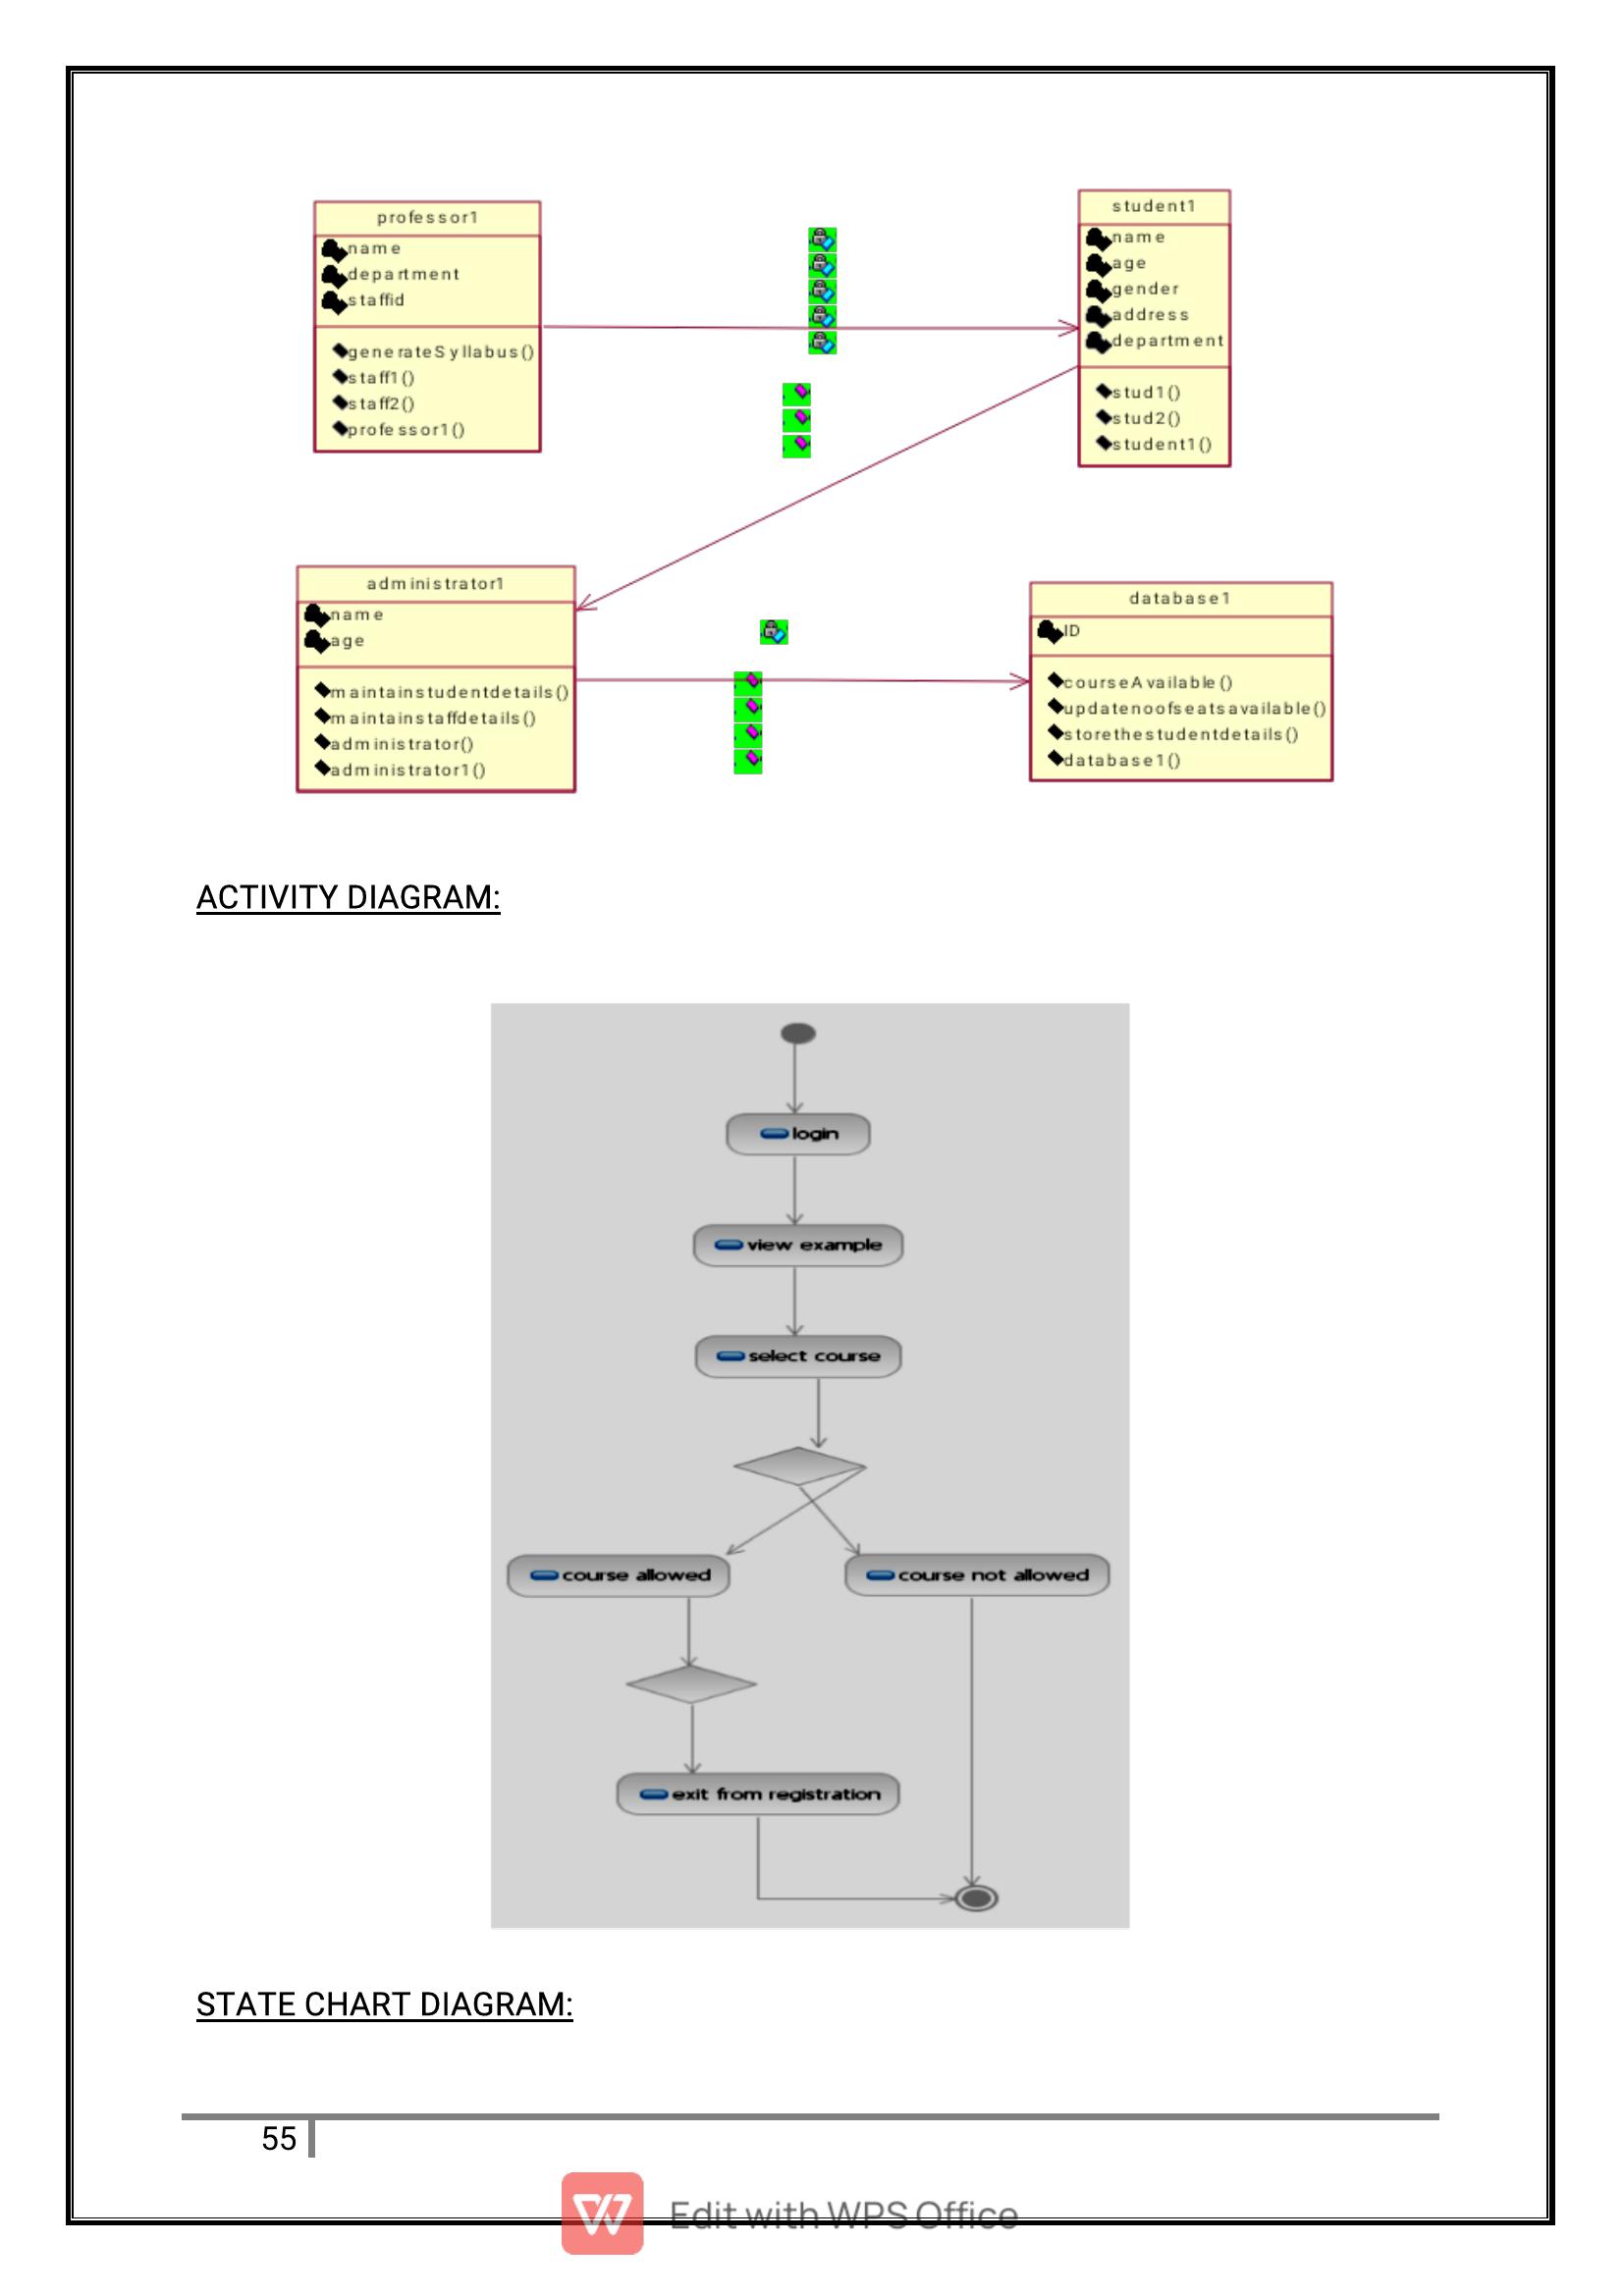 professor1
name
department
staffid
generateSyllabus()
staff1()
staff2()
professor1()
student1
name
age
gender
address
department
stud1()
stud2()
student1()
administrator1
name
age
maintainstudentdetails()
maintainstaffdetails()
administrator()
administrator1()
database1
ID
courseAvailable()
updatenoofseatsavailable()
storethestudentdetails()
database1()
ACTIVITY DIAGRAM:
login
view example
select course
course allowed
course not allowed
exit from registration
STATE CHART DIAGRAM:
55
Edit with WPS Office